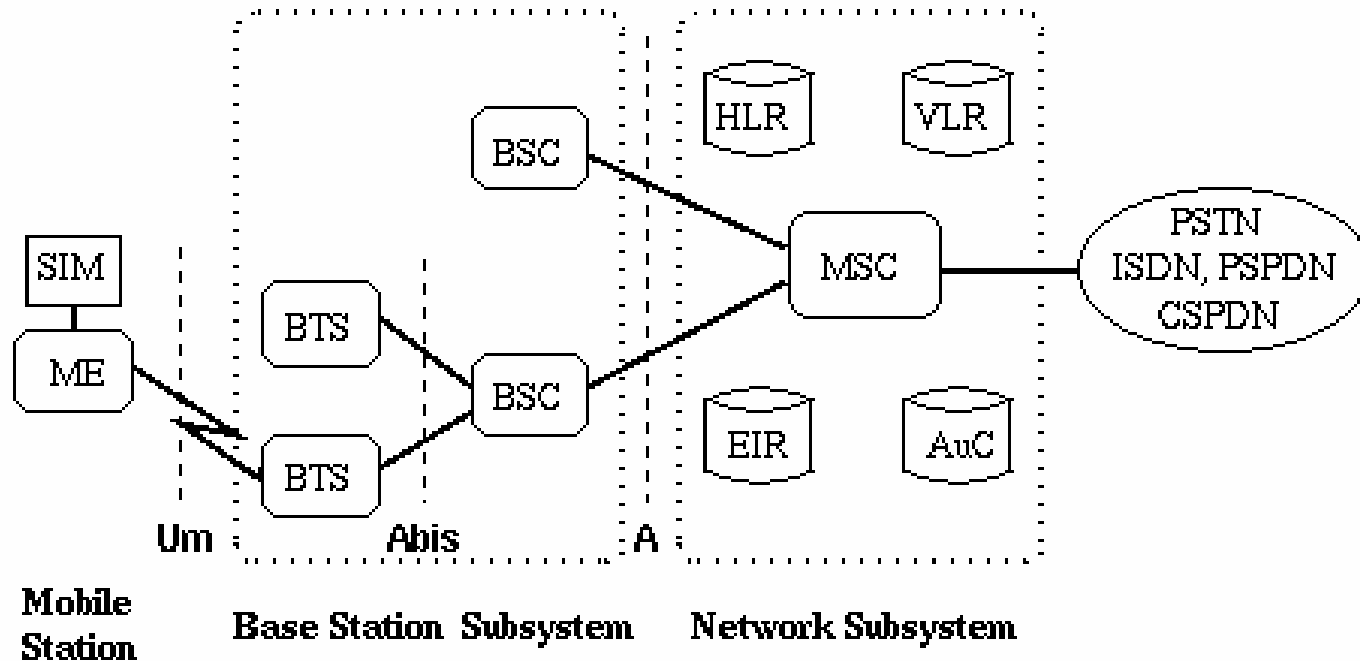 HLR
VLR
BSC
PSTN
ISDN, PSPDN
CSPDN
MSC
SIM
BTS
ME
BSC
EIR
AuC
BTS
Um
Abis
A
Mobile
Station
Base Station Subsystem
Network Subsystem